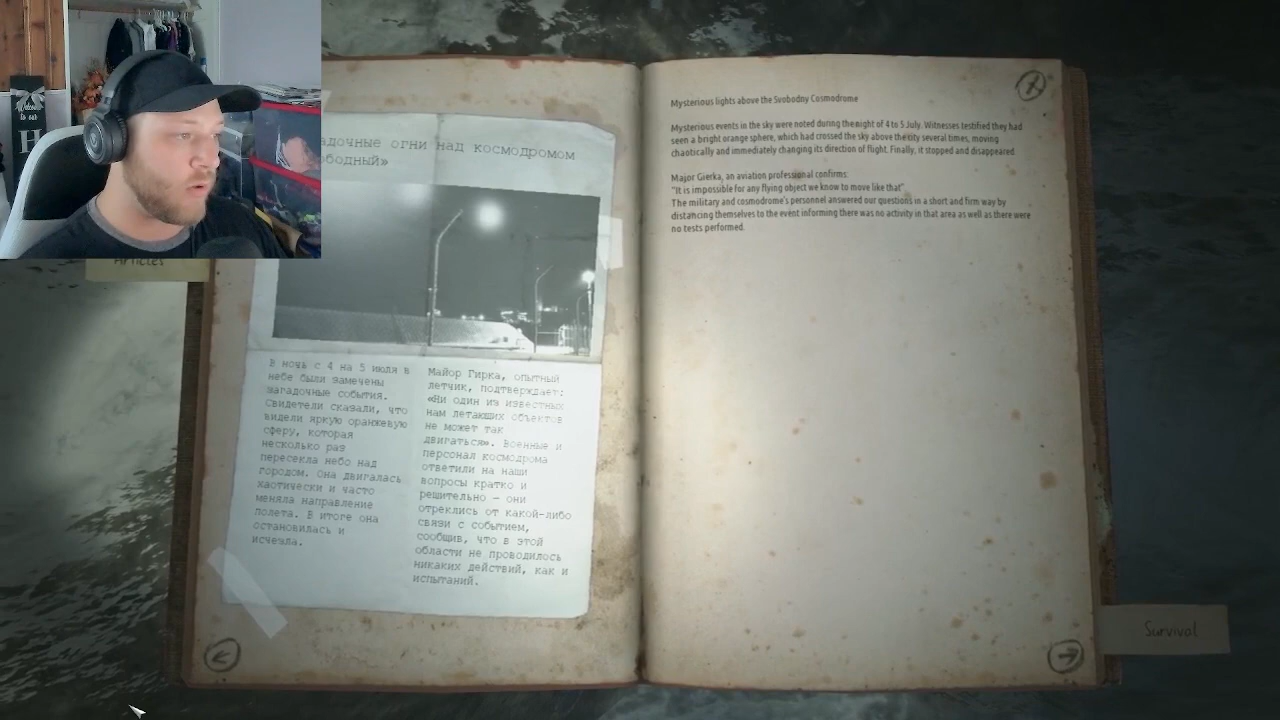 Welcome
to our
H
Articles
адочные огни над космодромом
ободный»
В ночь с 4 на 5 июля в
небе были замечены
загадочные события.
Свидетели сказали, что
видели яркую оранжевую
сферу, которая
несколько раз
пересекла небо над
городом. Она двигалась
хаотически и часто
меняла направление
полета. В итоге она
остановилась и
исчезла.
Майор Гирка, опытный
летчик, подтверждает:
«Ни один из известных
нам летающих объектов
не может так
двигаться». Военные и
персонал космодрома
ответили на наши
вопросы кратко и
решительно – они
отреклись от какой-либо
связи с событием,
сообщив, что в этой
области не проводилось
никаких действий, как и
испытаний.
Mysterious lights above the Svobodny Cosmodrome
Mysterious events in the sky were noted during the night of 4 to 5 July. Witnesses testified they had
seen a bright orange sphere, which had crossed the sky above the city several times, moving
chaotically and immediately changing its direction of flight. Finally, it stopped and disappeared
Major Gierka, an aviation professional confirms:
"It is impossible for any flying object we know to move like that"
The military and cosmodrome's personnel answered our questions in a short and firm way by
distancing themselves to the event informing there was no activity in that area as well as there were
no tests performed.
Survival